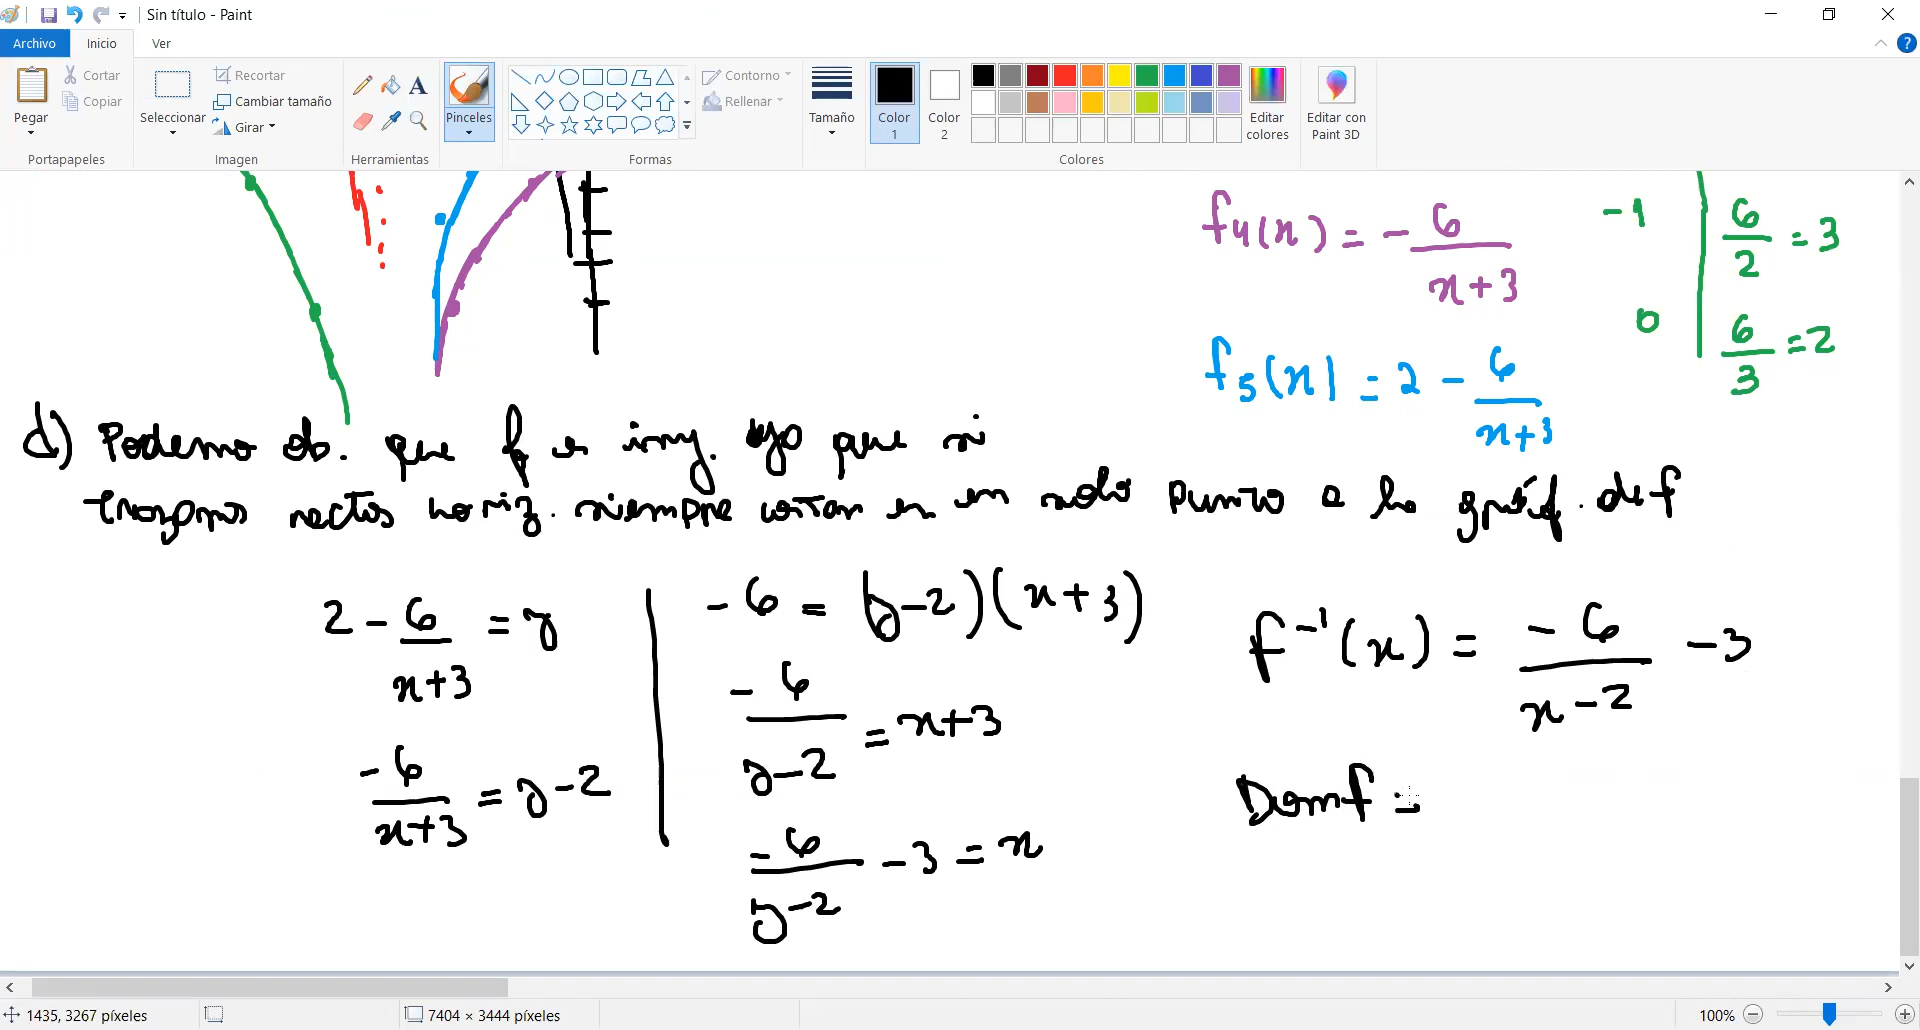 Sin título - Paint
Archivo Inicio Ver
Pegar
Cortar
Copiar
Portapapeles
Seleccionar
Recortar
Cambiar tamaño
Girar
Imagen
A
Herramientas
Pinceles
Formas
Contorno
Rellenar
Tamaño
Color 1
Color 2
Editar colores
Editar con Paint 3D
Colores
f4(x) = - 6/(x+3)
-1 | 6/2 = 3
0 | 6/3 = 2
f5(x) = 2 - 6/(x+3)
d) Podemo ob. que f es iny. que si
trazamos rectas horiz. siempre cortan en un solo punto a la gráf. de f
2 - 6/(x+3) = y
-6/(x+3) = y-2
-6 = (y-2)(x+3)
-6/(y-2) = x+3
-6/(y-2) - 3 = x
f⁻¹(x) = -6/(x-2) - 3
Domf =
1435, 3267 píxeles
7404 × 3444 píxeles
100%